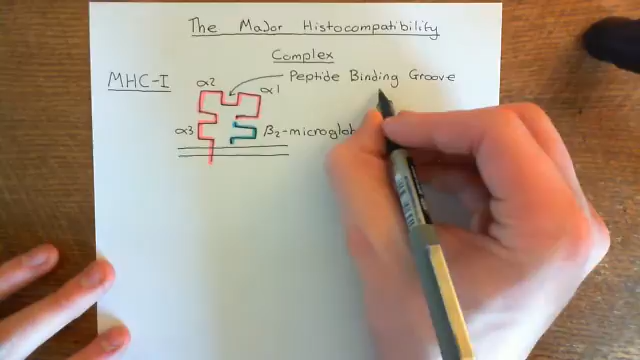 The Major Histocompatibility
Complex
MHC-I
α2
Peptide Binding Groove
α1
α3
β2-microglob